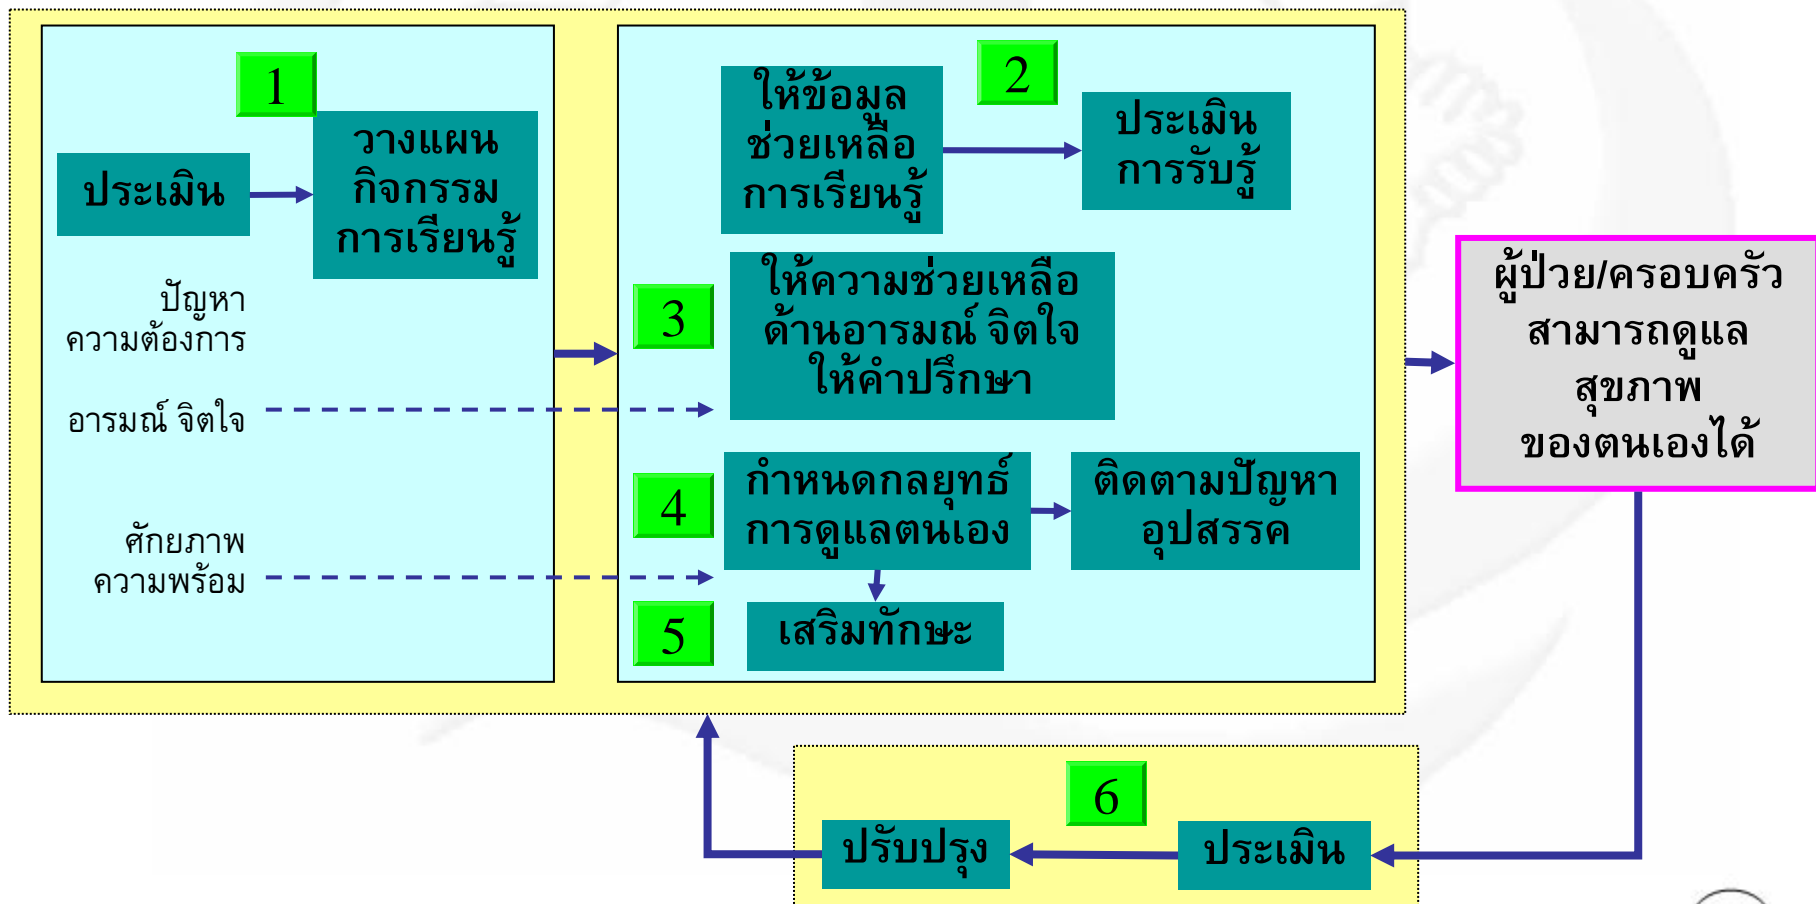 1
ประเมิน
วางแผน
กิจกรรม
การเรียนรู้
ปัญหา
ความต้องการ
อารมณ์ จิตใจ
ศักยภาพ
ความพร้อม
2
ให้ข้อมูล
ช่วยเหลือ
การเรียนรู้
ประเมิน
การรับรู้
3
ให้ความช่วยเหลือ
ด้านอารมณ์ จิตใจ
ให้คำปรึกษา
4
กำหนดกลยุทธ์
การดูแลตนเอง
ติดตามปัญหา
อุปสรรค
5
เสริมทักษะ
ผู้ป่วย/ครอบครัว
สามารถดูแล
สุขภาพ
ของตนเองได้
6
ปรับปรุง
ประเมิน